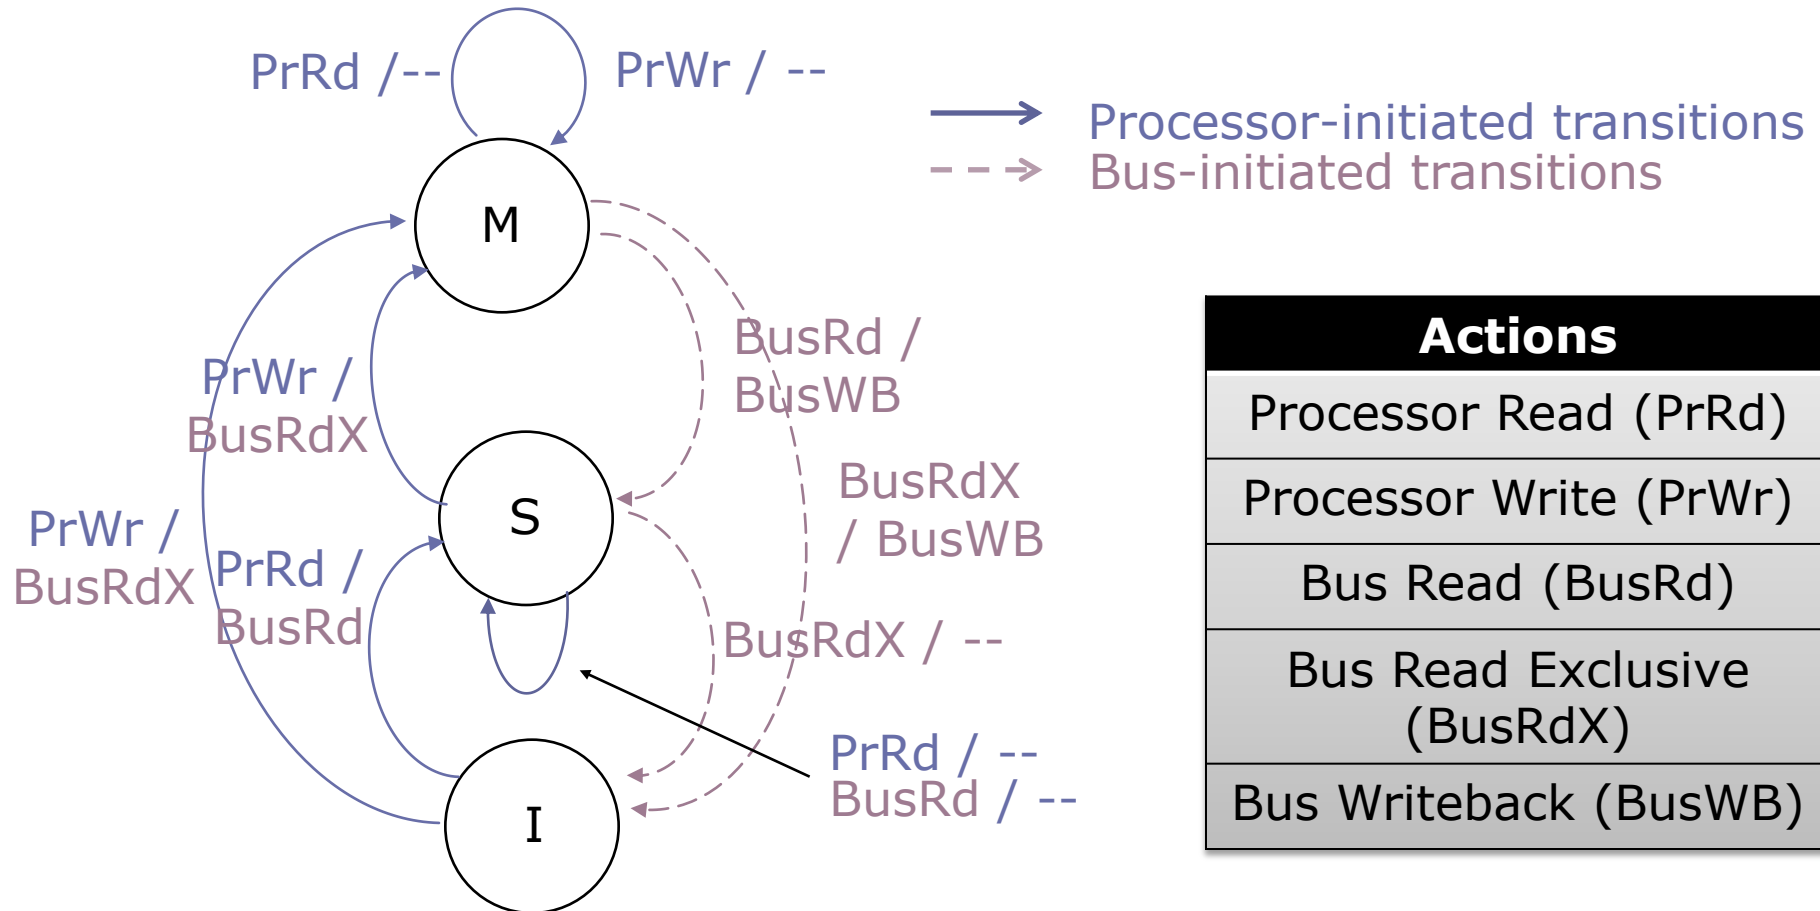 PrRd /--
PrWr / --
Processor-initiated transitions
Bus-initiated transitions
M
BusRd /
BusWB
PrWr /
BusRdX
S
BusRdX
/ BusWB
PrWr /
BusRdX
PrRd /
BusRd
BusRdX / --
PrRd / --
BusRd / --
I
Actions
Processor Read (PrRd)
Processor Write (PrWr)
Bus Read (BusRd)
Bus Read Exclusive
(BusRdX)
Bus Writeback (BusWB)